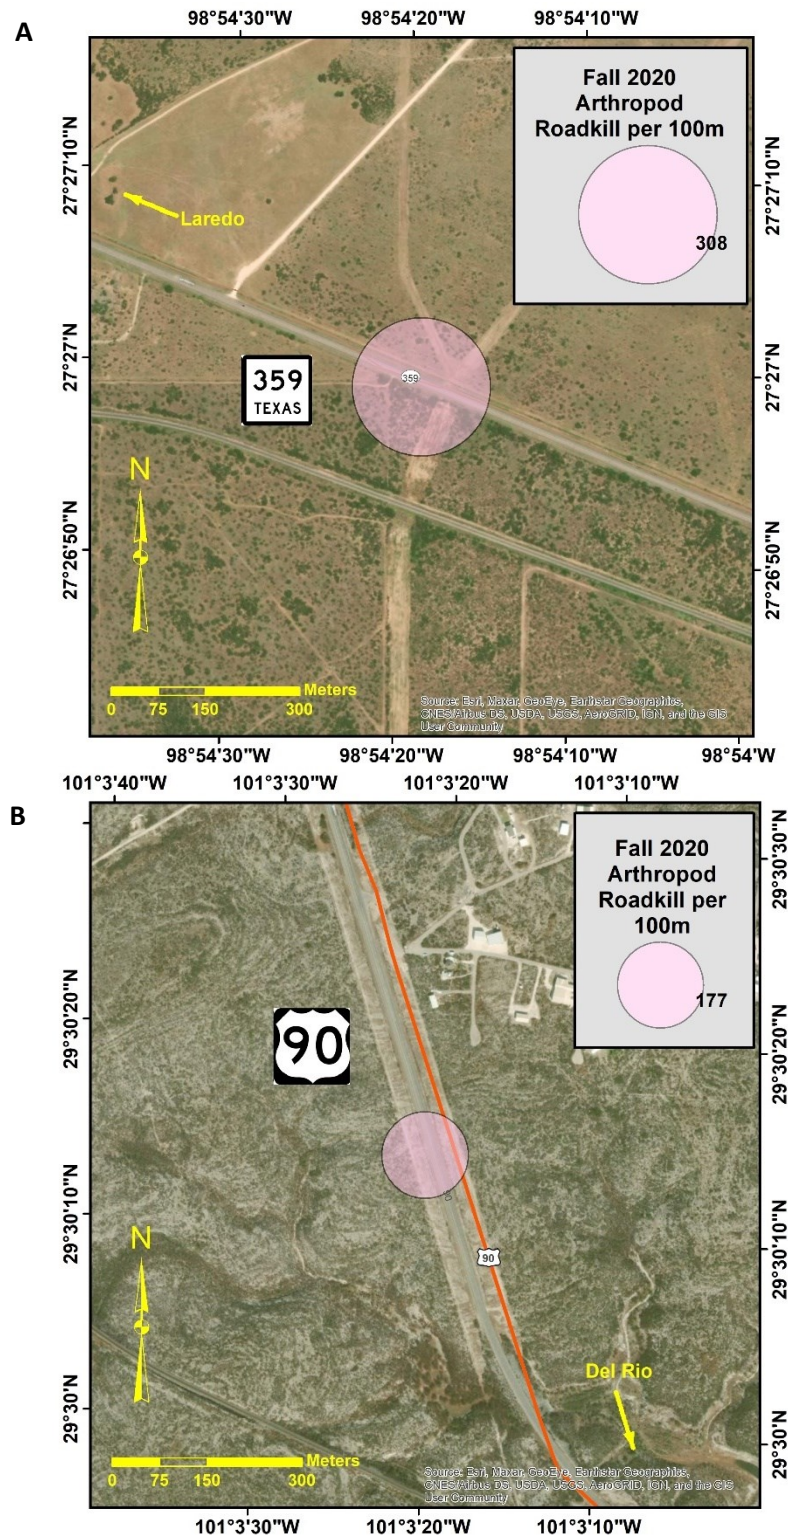 A
98°54'30"W
98°54'20"W
98°54'10"W
Fall 2020
Arthropod
Roadkill per 100m
308
27°27'10"N
27°27'10"N
Laredo
27°27'N
27°27'N
359
TEXAS
359
N
27°26'50"N
27°26'50"N
Meters
0 75 150 300
Source: Esri, Maxar, GeoEye, Earthstar Geographics,
CNES/Airbus DS, USDA, USGS, AeroGRID, IGN, and the GIS
User Community
98°54'30"W
98°54'20"W
98°54'10"W
98°54'W
B
101°3'40"W
101°3'30"W
101°3'20"W
101°3'10"W
Fall 2020
Arthropod
Roadkill per
100m
177
29°30'30"N
29°30'20"N
29°30'20"N
90
29°30'10"N
29°30'10"N
90
N
Del Rio
29°30'N
29°30'N
Meters
0 75 150 300
Source: Esri, Maxar, GeoEye, Earthstar Geographics,
CNES/Airbus DS, USDA, USGS, AeroGRID, IGN, and the GIS
User Community
101°3'30"W
101°3'20"W
101°3'10"W